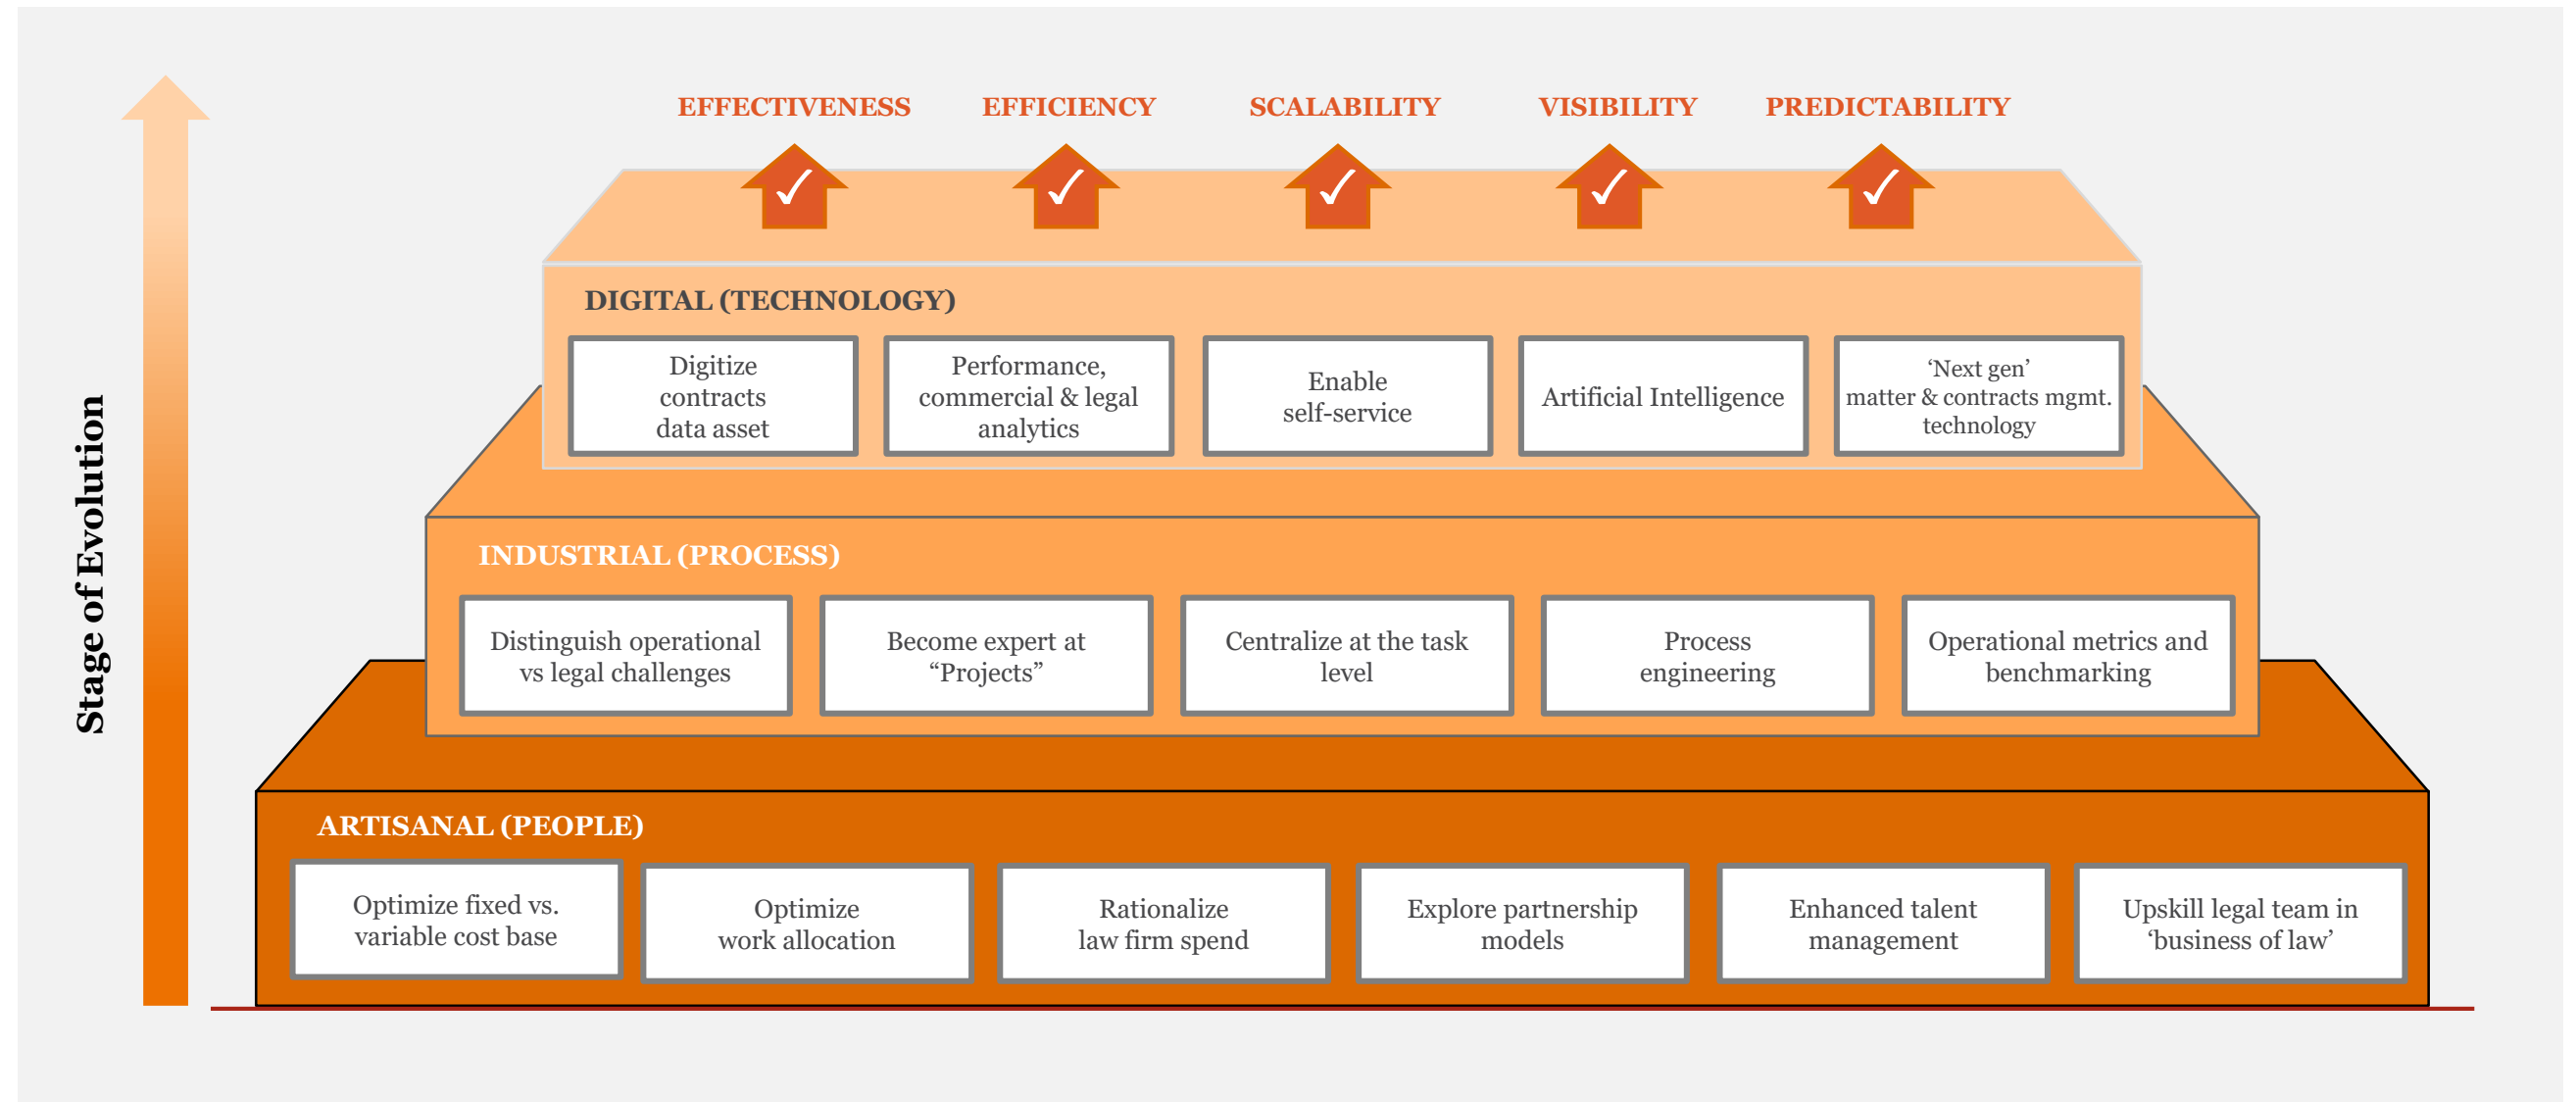 EFFECTIVENESS
EFFICIENCY
SCALABILITY
VISIBILITY
PREDICTABILITY
Stage of Evolution
DIGITAL (TECHNOLOGY)
Digitize
contracts
data asset
Performance,
commercial & legal
analytics
Enable
self-service
Artificial Intelligence
‘Next gen’
matter & contracts mgmt.
technology
INDUSTRIAL (PROCESS)
Distinguish operational
vs legal challenges
Become expert at
“Projects”
Centralize at the task
level
Process
engineering
Operational metrics and
benchmarking
ARTISANAL (PEOPLE)
Optimize fixed vs.
variable cost base
Optimize
work allocation
Rationalize
law firm spend
Explore partnership
models
Enhanced talent
management
Upskill legal team in
‘business of law’